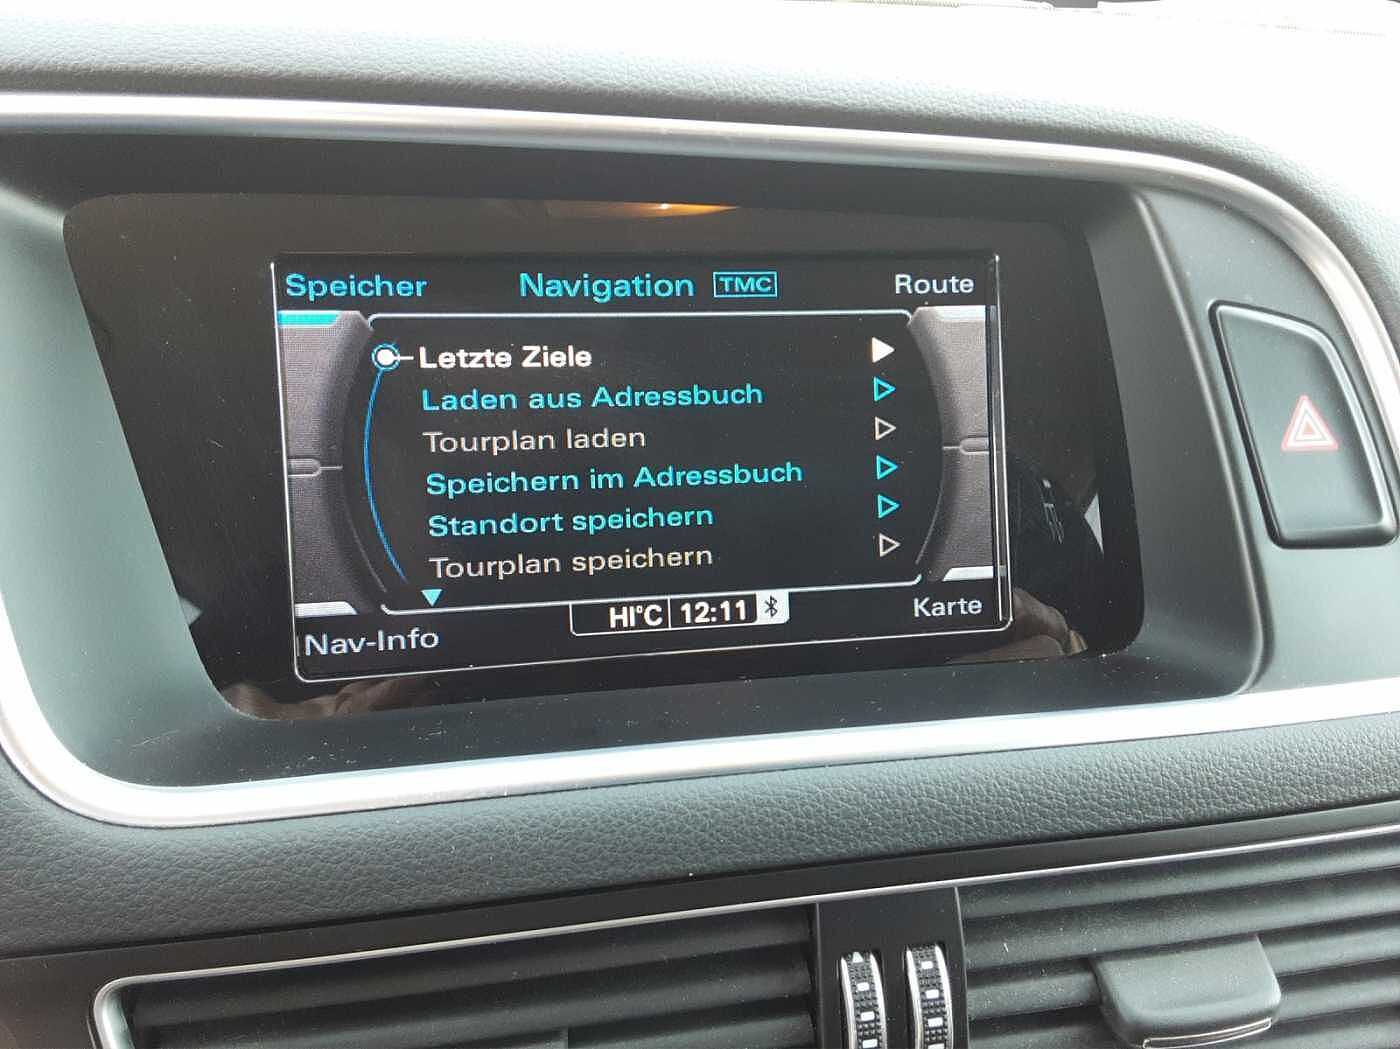 Speicher Navigation TMC Route
Letzte Ziele
Laden aus Adressbuch
Tourplan laden
Speichern im Adressbuch
Standort speichern
Tourplan speichern
Nav-Info HI°C 12:11 Karte